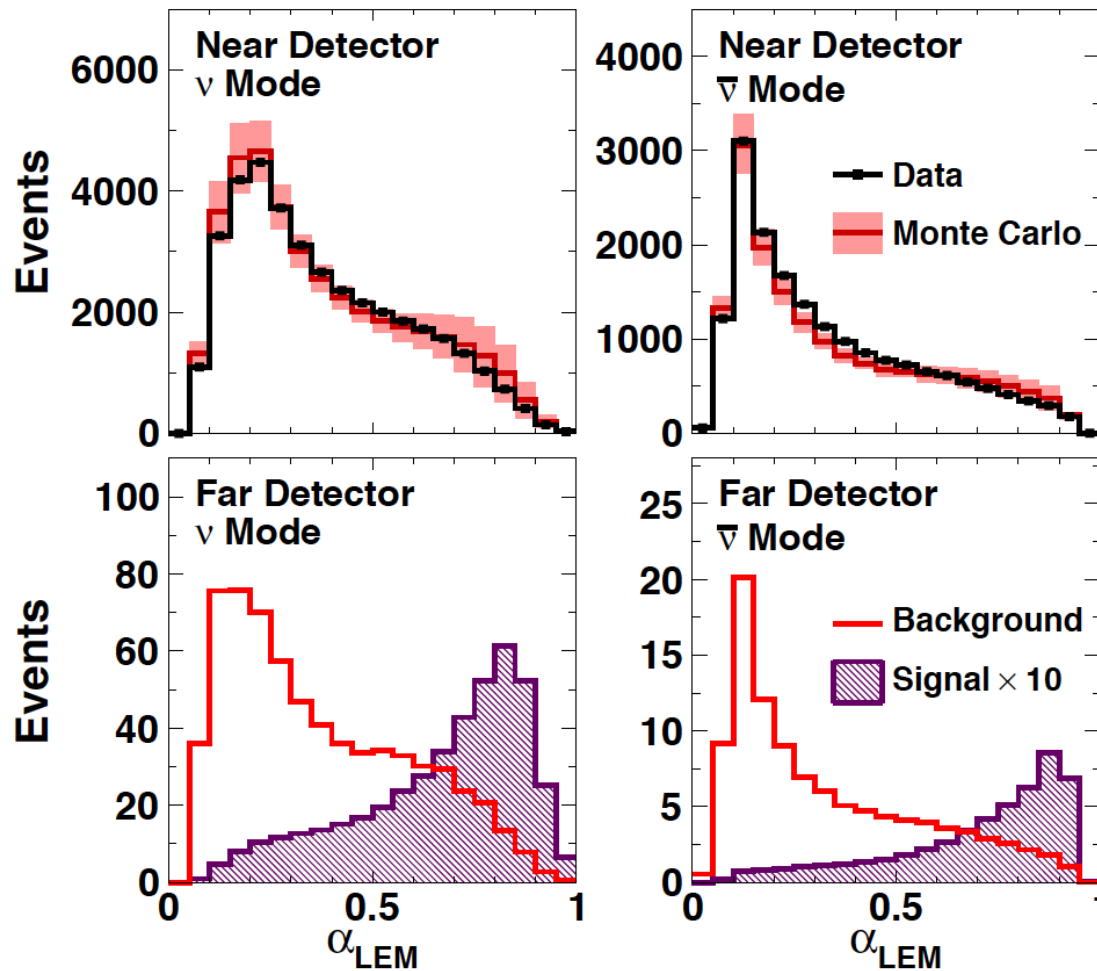 Near Detector
ν Mode
Events
6000
4000
2000
0
Near Detector
ν̅ Mode
Data
Monte Carlo
4000
3000
2000
1000
0
Far Detector
ν Mode
Events
100
80
60
40
20
0
0
0.5
1
α_LEM
Far Detector
ν̅ Mode
Background
Signal × 10
25
20
15
10
5
0
0
0.5
1
α_LEM